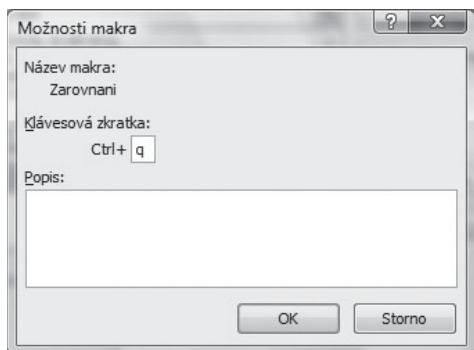 Možnosti makra
Název makra:
Zarovnani
Klávesová zkratka:
Ctrl+ q
Popis:
OK Storno